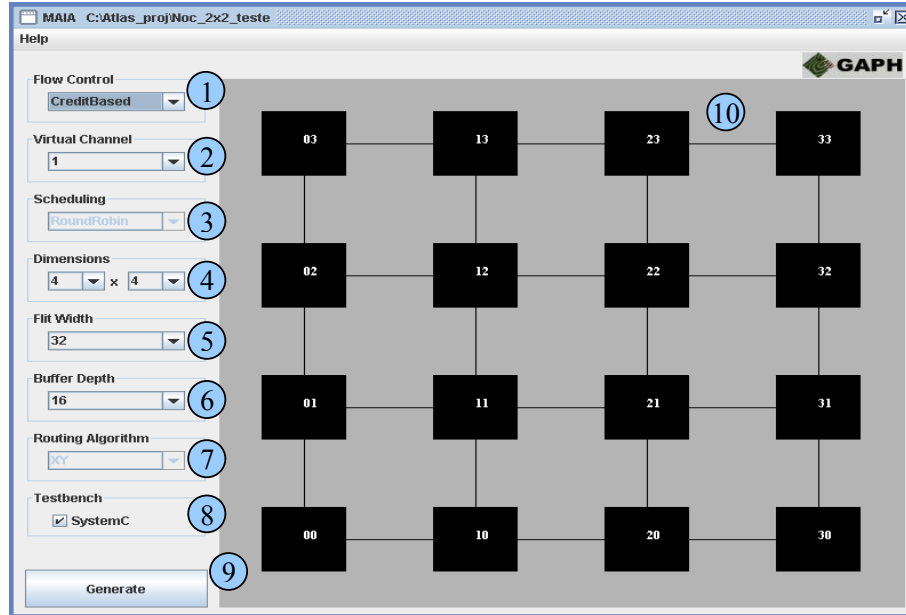 MAIA C:\Atlas_proj\Noc_2x2_teste
Help
GAPH
Flow Control
CreditBased
1
Virtual Channel
1
2
Scheduling
RoundRobin
3
Dimensions
4 x 4
4
Flit Width
32
5
Buffer Depth
16
6
Routing Algorithm
XY
7
Testbench
SystemC
8
Generate
9
10
03 13 23 33
02 12 22 32
01 11 21 31
00 10 20 30